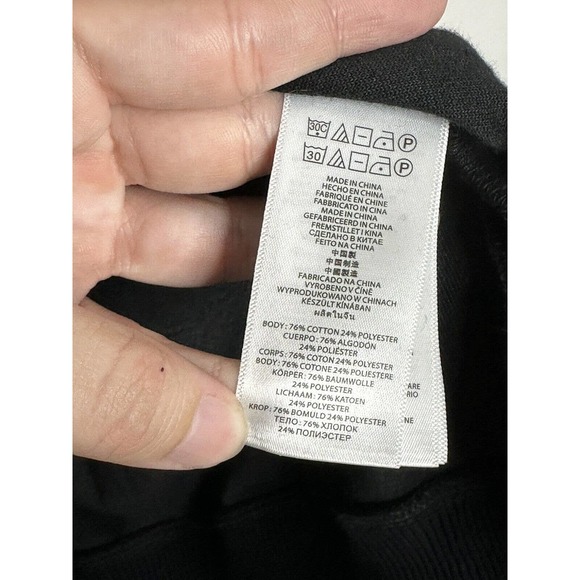 30C P
30 P
MADE IN CHINA
HECHO EN CHINA
FABRIQUÉ EN CHINE
FABBRICATO IN CINA
MADE IN CHINA
GEFABRICEERD IN CHINA
FREMSTILLET I KINA
СДЕЛАНО В КИТАЕ
FEITO NA CHINA
中国製
中国制造
中國製造
FABRICADO NA CHINA
VYROBENO V ČÍNĚ
WYPRODUKOWANO W CHINACH
KÉSZÜLT KÍNÁBAN
ผลิตในจีน
BODY: 76% COTTON 24% POLYESTER
CUERPO: 76% ALGODÓN
24% POLIÉSTER
CORPS: 76% COTON 24% POLYESTER
BODY: 76% COTONE 24% POLIESTERE
KÖRPER: 76% BAUMWOLLE
24% POLYESTER
LICHAAM: 76% KATOEN
24% POLYESTER
KROP: 76% BOMULD 24% POLYESTER
ТЕЛО: 76% ХЛОПОК
24% ПОЛИЭСТЕР
ARE
RIO
NE